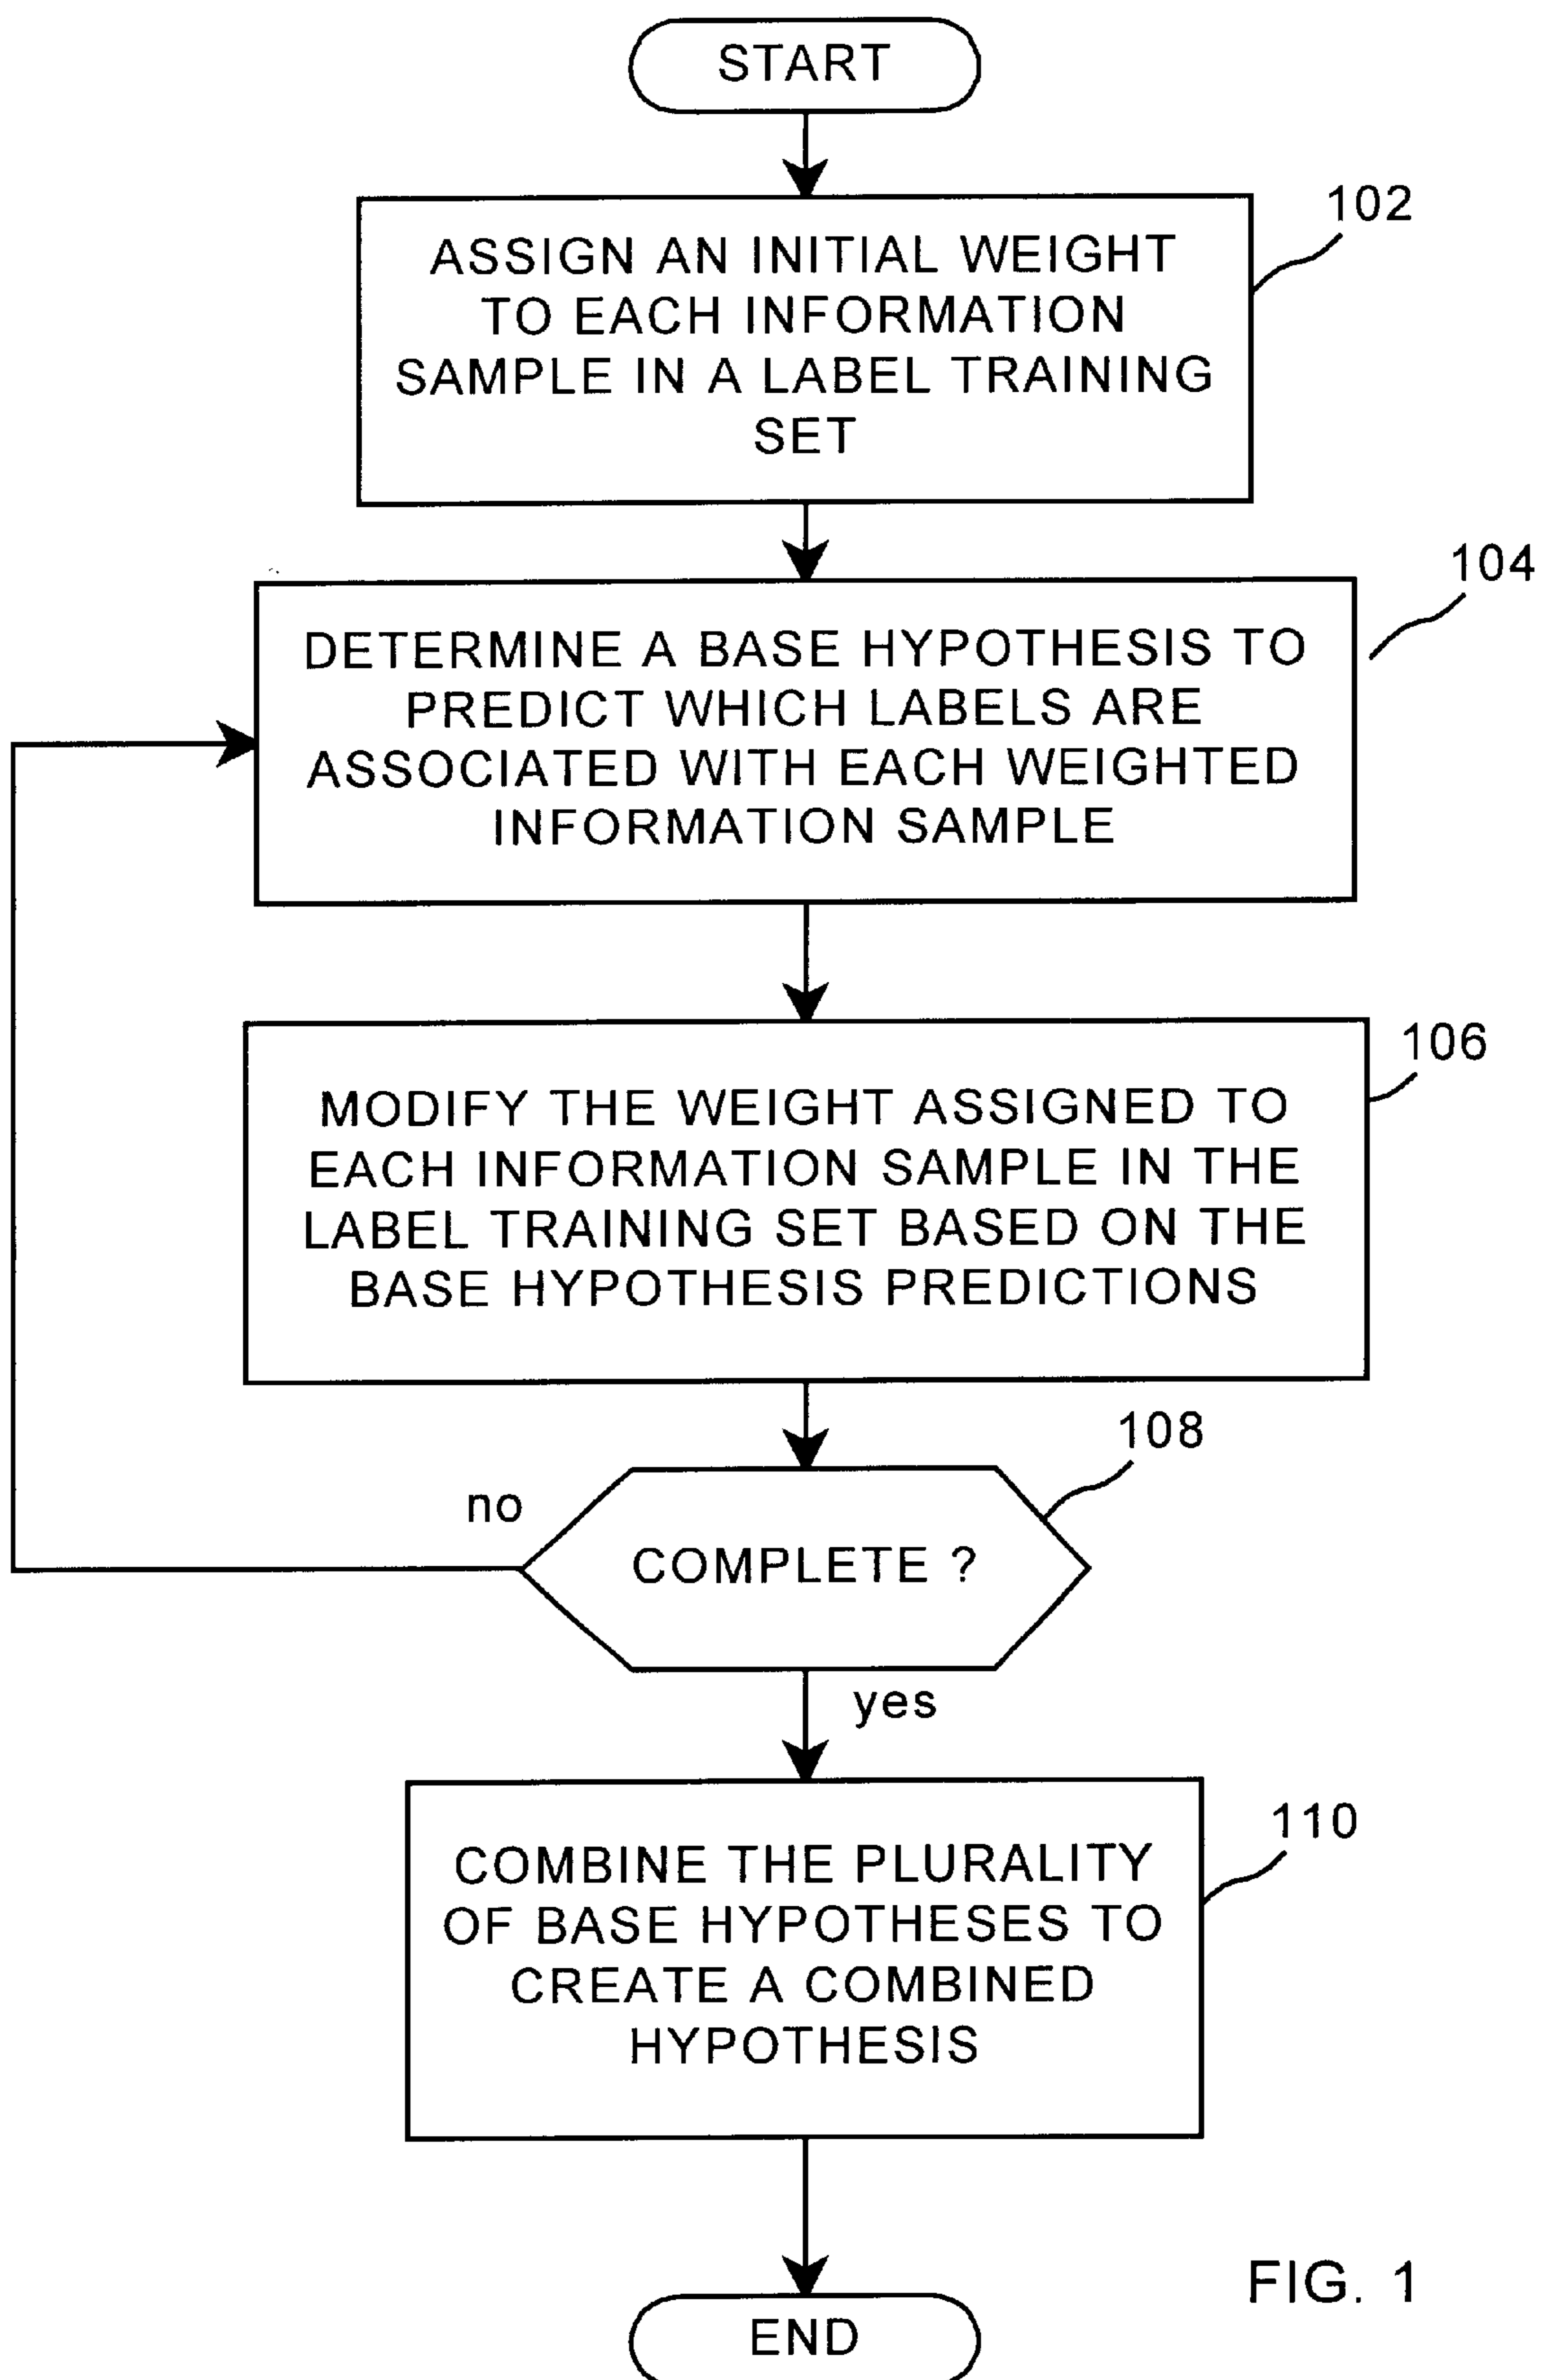 START
102
ASSIGN AN INITIAL WEIGHT
TO EACH INFORMATION
SAMPLE IN A LABEL TRAINING
SET
104
DETERMINE A BASE HYPOTHESIS TO
PREDICT WHICH LABELS ARE
ASSOCIATED WITH EACH WEIGHTED
INFORMATION SAMPLE
106
MODIFY THE WEIGHT ASSIGNED TO
EACH INFORMATION SAMPLE IN THE
LABEL TRAINING SET BASED ON THE
BASE HYPOTHESIS PREDICTIONS
108
no
COMPLETE ?
yes
110
COMBINE THE PLURALITY
OF BASE HYPOTHESES TO
CREATE A COMBINED
HYPOTHESIS
FIG. 1
END